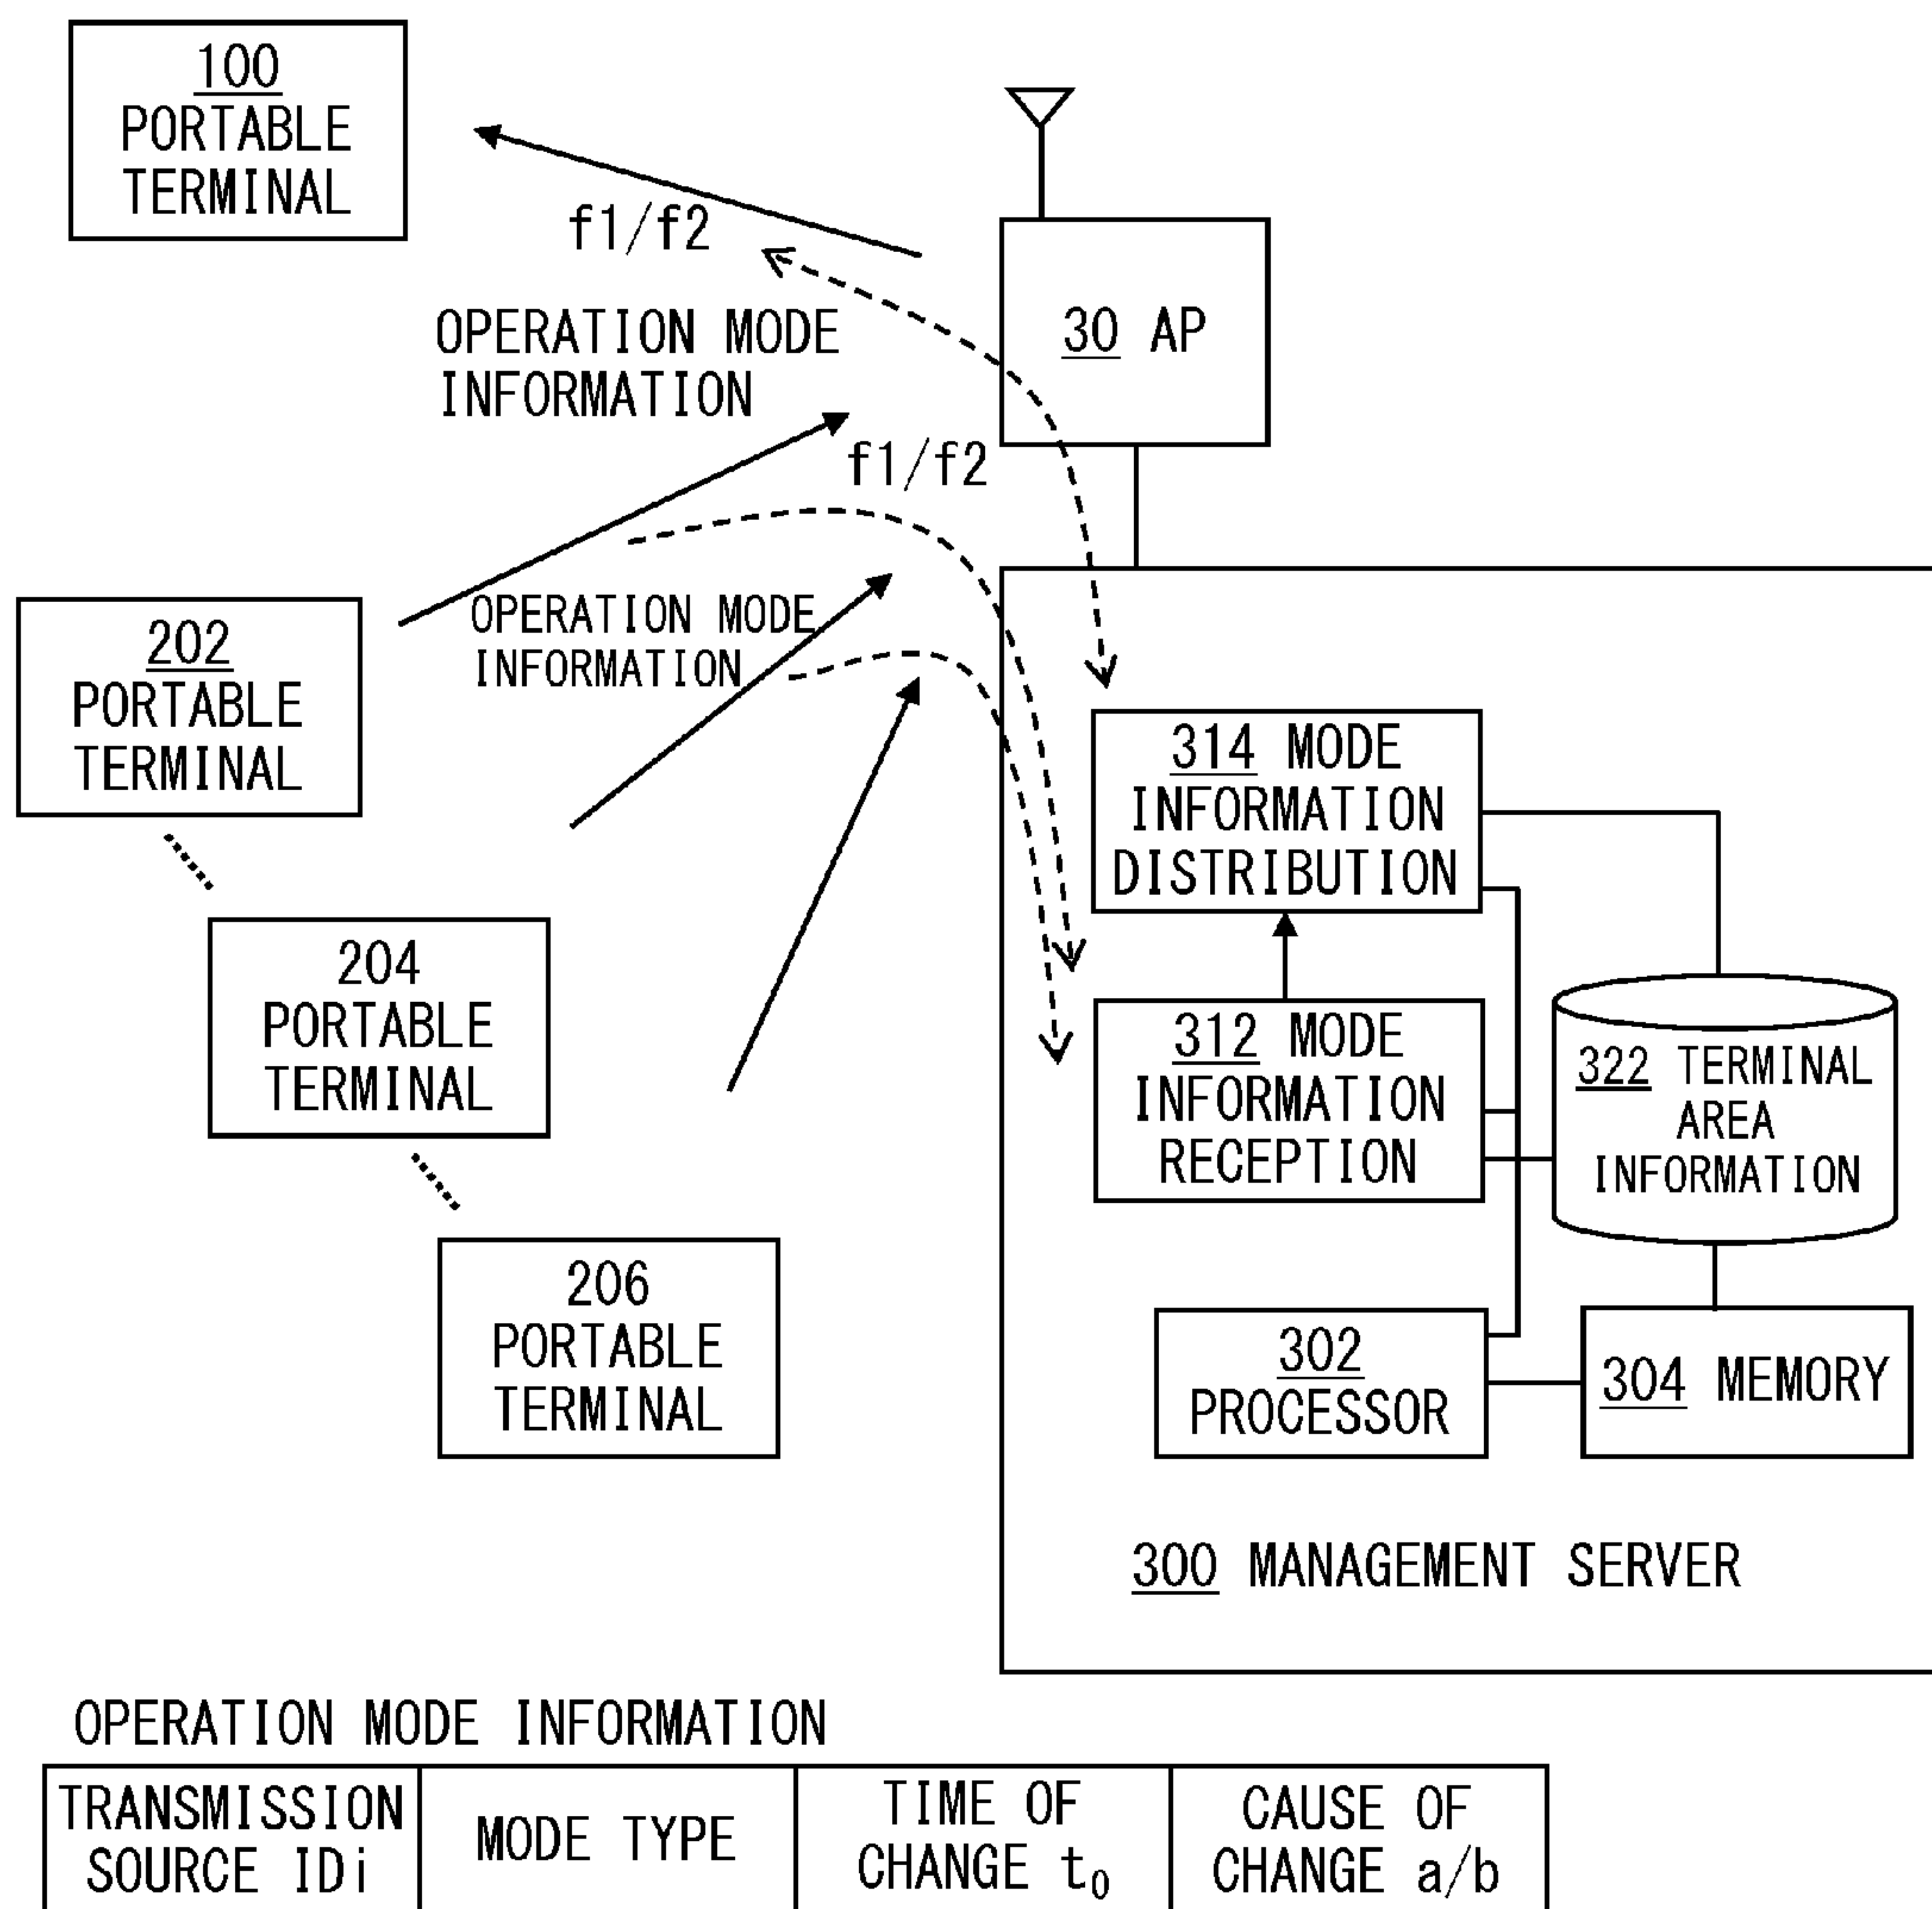 100
PORTABLE
TERMINAL
f1/f2
30 AP
OPERATION MODE
INFORMATION
f1/f2
202
PORTABLE
TERMINAL
OPERATION MODE
INFORMATION
314 MODE
INFORMATION
DISTRIBUTION
204
PORTABLE
TERMINAL
312 MODE
INFORMATION
RECEPTION
322 TERMINAL
AREA
INFORMATION
206
PORTABLE
TERMINAL
302
PROCESSOR
304 MEMORY
300 MANAGEMENT SERVER
OPERATION MODE INFORMATION
TRANSMISSION
SOURCE IDi
MODE TYPE
TIME OF
CHANGE t₀
CAUSE OF
CHANGE a/b